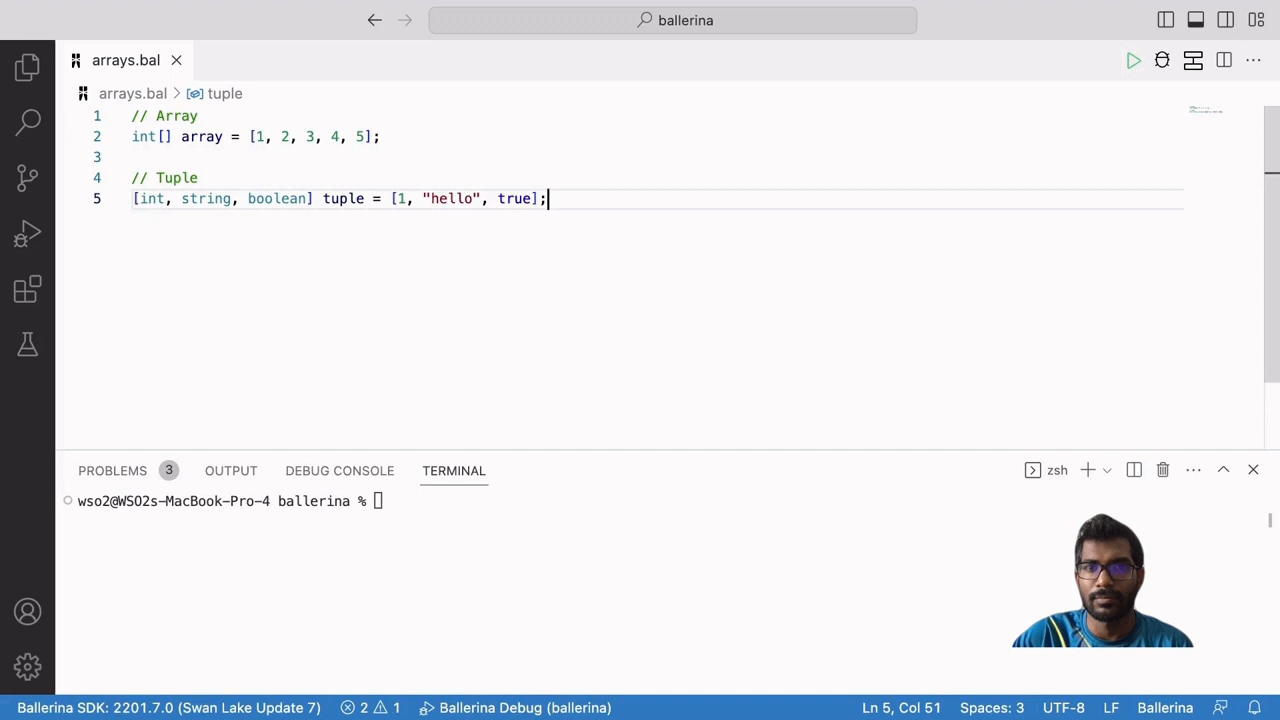 ballerina
arrays.bal
arrays.bal > tuple
1 // Array
2 int[] array = [1, 2, 3, 4, 5];
3
4 // Tuple
5 [int, string, boolean] tuple = [1, "hello", true];
PROBLEMS 3 OUTPUT DEBUG CONSOLE TERMINAL zsh
wso2@WSO2s-MacBook-Pro-4 ballerina %
Ballerina SDK: 2201.7.0 (Swan Lake Update 7) 2 1 Ballerina Debug (ballerina) Ln 5, Col 51 Spaces: 3 UTF-8 LF Ballerina